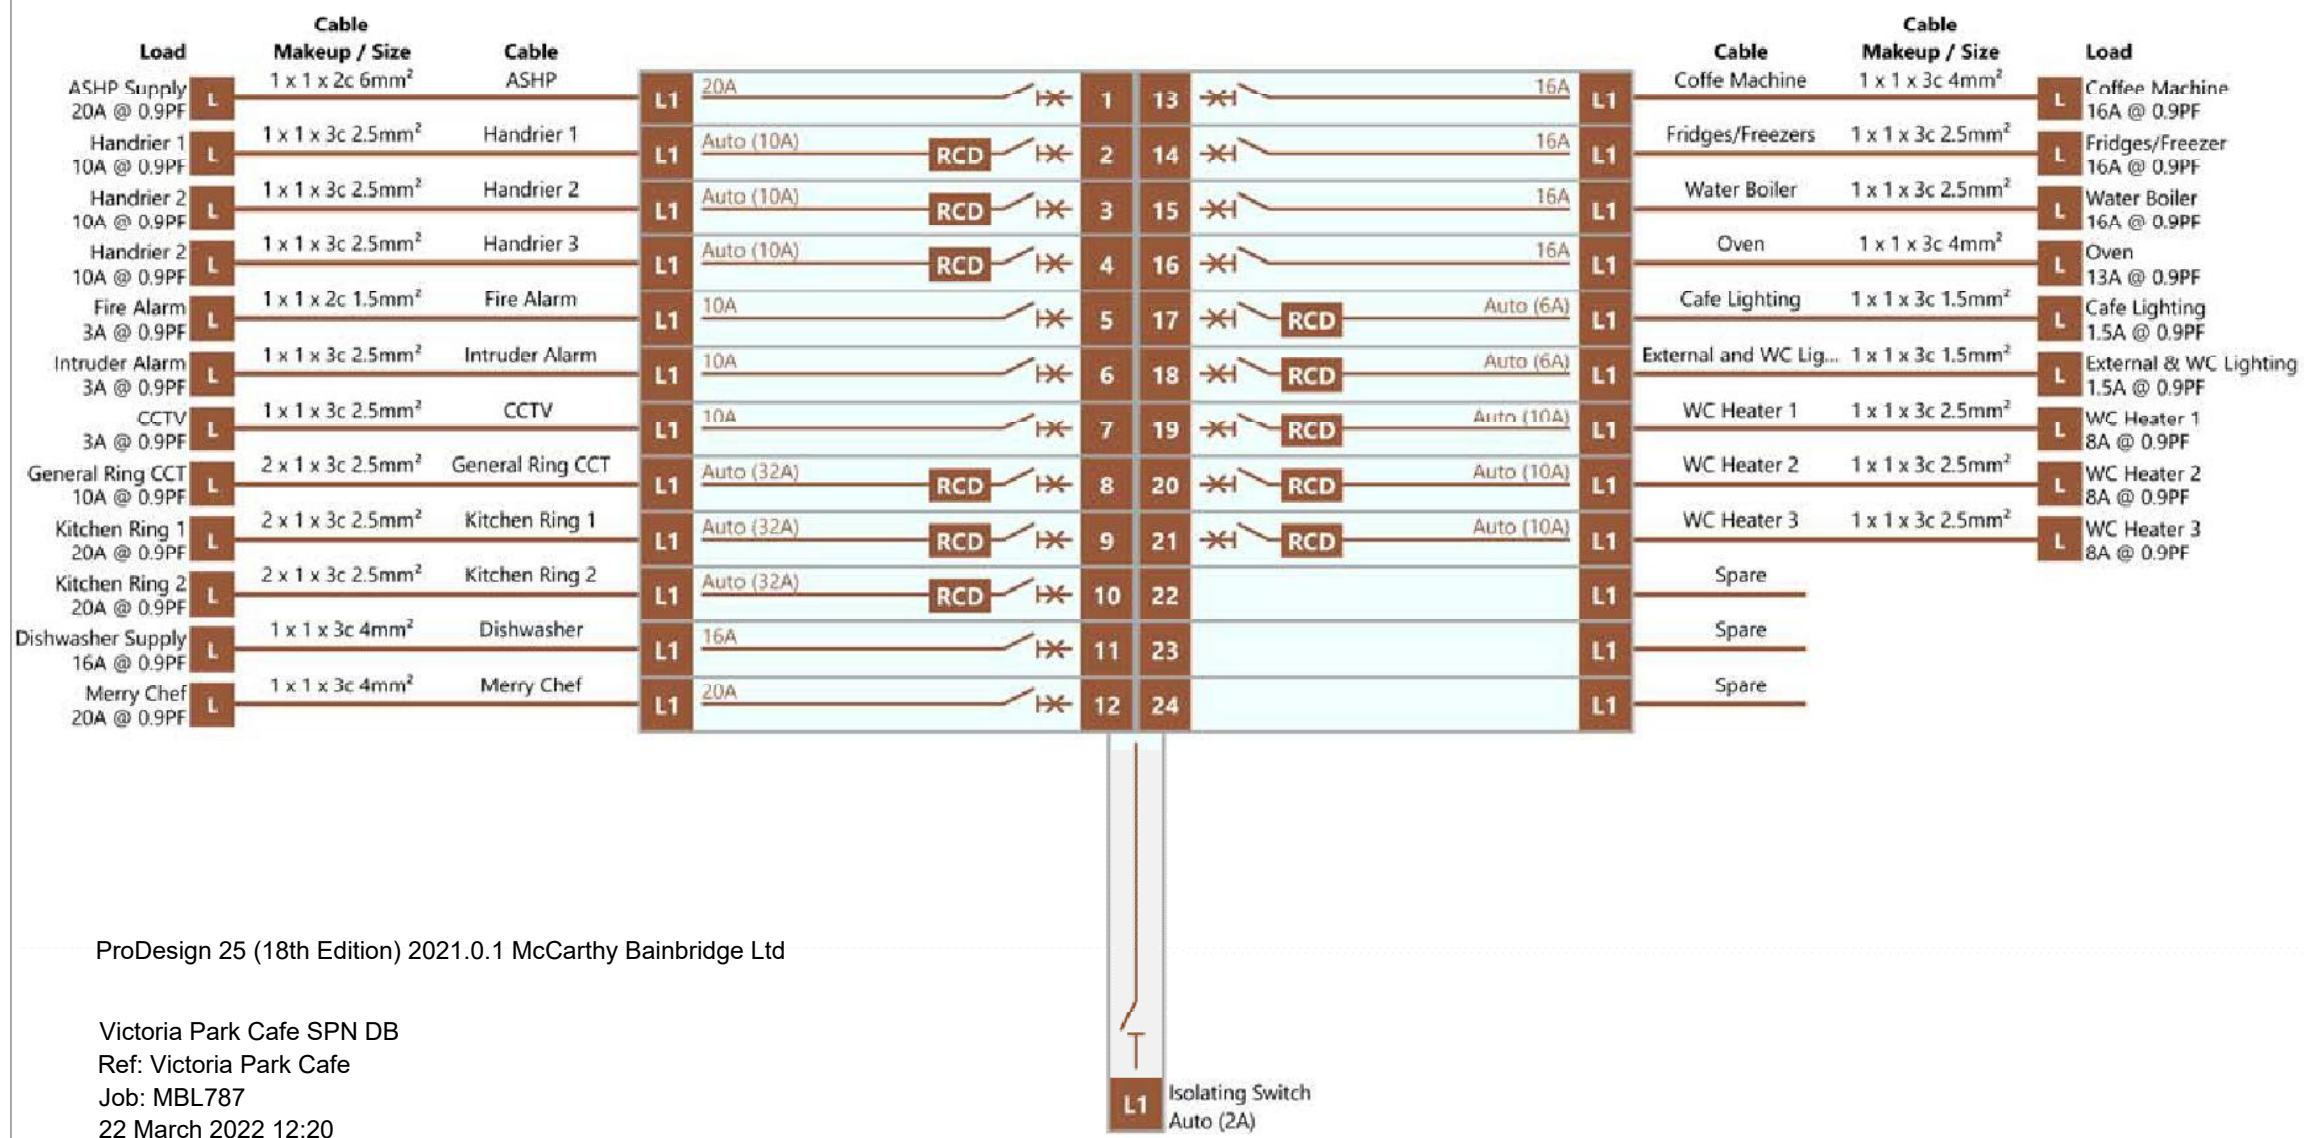 Cable
Load Makeup / Size Cable
Cable
Cable Makeup / Size Load
ASHP Supply
20A @ 0.9PF L 1 x 1 x 2c 6mm² ASHP L1 20A 1 13 16A L1 Coffe Machine 1 x 1 x 3c 4mm² L Coffee Machine
16A @ 0.9PF
Handrier 1
10A @ 0.9PF L 1 x 1 x 3c 2.5mm² Handrier 1 L1 Auto (10A) RCD 2 14 16A L1 Fridges/Freezers 1 x 1 x 3c 2.5mm² L Fridges/Freezer
16A @ 0.9PF
Handrier 2
10A @ 0.9PF L 1 x 1 x 3c 2.5mm² Handrier 2 L1 Auto (10A) RCD 3 15 16A L1 Water Boiler 1 x 1 x 3c 2.5mm² L Water Boiler
16A @ 0.9PF
Handrier 2
10A @ 0.9PF L 1 x 1 x 3c 2.5mm² Handrier 3 L1 Auto (10A) RCD 4 16 16A L1 Oven 1 x 1 x 3c 4mm² L Oven
13A @ 0.9PF
Fire Alarm
3A @ 0.9PF L 1 x 1 x 2c 1.5mm² Fire Alarm L1 10A 5 17 RCD Auto (6A) L1 Cafe Lighting 1 x 1 x 3c 1.5mm² L Cafe Lighting
1.5A @ 0.9PF
Intruder Alarm
3A @ 0.9PF L 1 x 1 x 3c 2.5mm² Intruder Alarm L1 10A 6 18 RCD Auto (6A) L1 External and WC Lig... 1 x 1 x 3c 1.5mm² L External & WC Lighting
1.5A @ 0.9PF
CCTV
3A @ 0.9PF L 1 x 1 x 3c 2.5mm² CCTV L1 10A 7 19 RCD Auto (10A) L1 WC Heater 1 1 x 1 x 3c 2.5mm² L WC Heater 1
8A @ 0.9PF
General Ring CCT
10A @ 0.9PF L 2 x 1 x 3c 2.5mm² General Ring CCT L1 Auto (32A) RCD 8 20 RCD Auto (10A) L1 WC Heater 2 1 x 1 x 3c 2.5mm² L WC Heater 2
8A @ 0.9PF
Kitchen Ring 1
20A @ 0.9PF L 2 x 1 x 3c 2.5mm² Kitchen Ring 1 L1 Auto (32A) RCD 9 21 RCD Auto (10A) L1 WC Heater 3 1 x 1 x 3c 2.5mm² L WC Heater 3
8A @ 0.9PF
Kitchen Ring 2
20A @ 0.9PF L 2 x 1 x 3c 2.5mm² Kitchen Ring 2 L1 Auto (32A) RCD 10 22 L1 Spare
Dishwasher Supply
16A @ 0.9PF L 1 x 1 x 3c 4mm² Dishwasher L1 16A 11 23 L1 Spare
Merry Chef
20A @ 0.9PF L 1 x 1 x 3c 4mm² Merry Chef L1 20A 12 24 L1 Spare
ProDesign 25 (18th Edition) 2021.0.1 McCarthy Bainbridge Ltd
Victoria Park Cafe SPN DB
Ref: Victoria Park Cafe
Job: MBL787
22 March 2022 12:20
L1 Isolating Switch
Auto (2A)